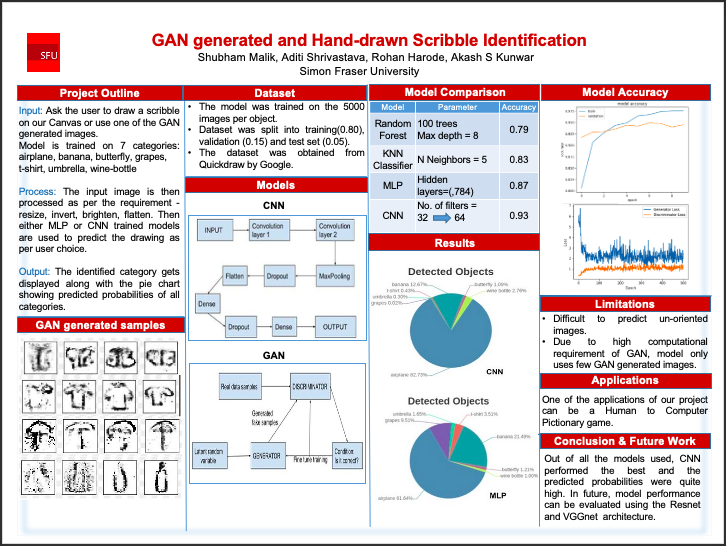 SFU
GAN generated and Hand-drawn Scribble Identification
Shubham Malik, Aditi Shrivastava, Rohan Harode, Akash S Kunwar
Simon Fraser University
Project Outline
Input: Ask the user to draw a scribble
on our Canvas or use one of the GAN
generated images.
Model is trained on 7 categories:
airplane, banana, butterfly, grapes,
t-shirt, umbrella, wine-bottle
Process: The input image is then
processed as per the requirement -
resize, invert, brighten, flatten. Then
either MLP or CNN trained models
are used to predict the drawing as
per user choice.
Output: The identified category gets
displayed along with the pie chart
showing predicted probabilities of all
categories.
GAN generated samples
Dataset
• The model was trained on the 5000
images per object.
• Dataset was split into training(0.80),
validation (0.15) and test set (0.05).
• The dataset was obtained from
Quickdraw by Google.
Models
CNN
INPUT
Convolution
layer 1
Convolution
layer 2
Flatten
Dropout
MaxPooling
Dense
Dropout
Dense
OUTPUT
GAN
Real data samples
DISCRIMINATOR
Generated
fake samples
Latent random
variable
GENERATOR
Condition
is it correct?
Fine tune training
Model Comparison
Model Parameter Accuracy
Random
Forest
100 trees
Max depth = 8
0.79
KNN
Classifier
N Neighbors = 5
0.83
MLP
Hidden
layers=(,784)
0.87
CNN
No. of filters =
32 64
0.93
Results
Detected Objects
banana 12.67%
t-shirt 0.43%
umbrella 0.30%
grapes 0.02%
butterfly 1.09%
wine bottle 2.76%
airplane 82.73%
CNN
Detected Objects
umbrella 1.65%
grapes 9.51%
t-shirt 3.51%
banana 21.49%
butterfly 1.21%
wine bottle 1.00%
airplane 61.64%
MLP
Model Accuracy
model accuracy
train
validation
epoch
Generator Loss
Discriminator Loss
Loss
0 100 200 300 400 500
Epoch
Limitations
• Difficult to predict un-oriented
images.
• Due to high computational
requirement of GAN, model only
uses few GAN generated images.
Applications
One of the applications of our project
can be a Human to Computer
Pictionary game.
Conclusion & Future Work
Out of all the models used, CNN
performed the best and the
predicted probabilities were quite
high. In future, model performance
can be evaluated using the Resnet
and VGGnet architecture.